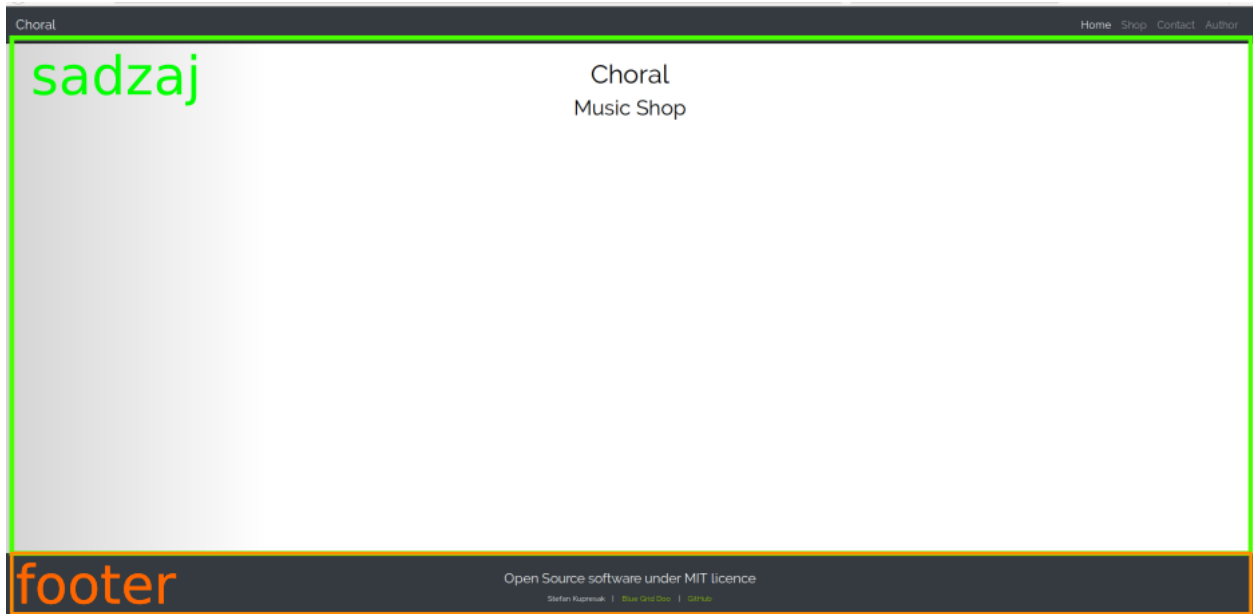 Choral
Home Shop Contact Author
sadzaj
Choral
Music Shop
footer
Open Source software under MIT licence
Stefan Kupresak | Blue Grid Doo | GitHub